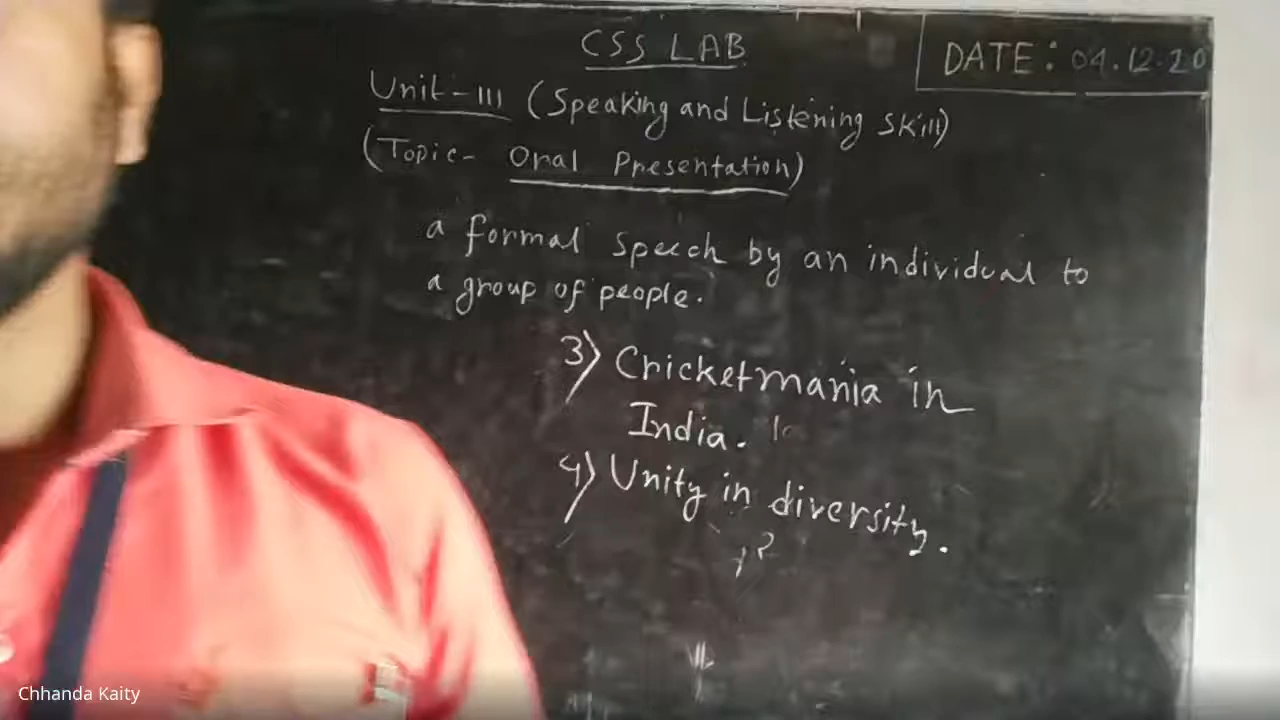 CSS LAB
DATE: 04.12.20
Unit-III (Speaking and Listening Skill)
(Topic- Oral Presentation)
a formal speech by an individual to
a group of people.
3) Cricketmania in
India.
4) Unity in diversity.
Chhanda Kaity